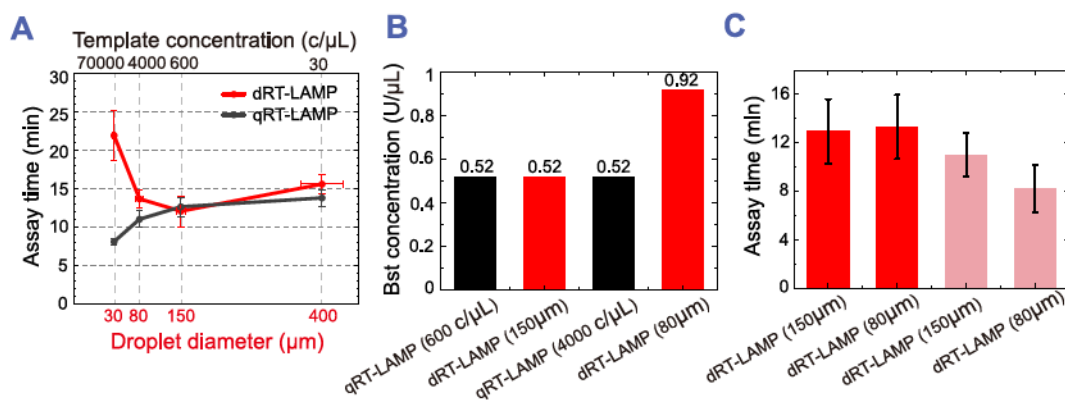 A
Template concentration (c/μL)
70000 4000 600 30
30
25
20
15
10
5
0
Assay time (min)
dRT-LAMP
qRT-LAMP
30 80 150 400
Droplet diameter (μm)
B
Bst concentration (U/μL)
1
0.8
0.6
0.4
0.2
0
0.52
0.52
0.52
0.92
qRT-LAMP (600 c/μL)
dRT-LAMP (150μm)
qRT-LAMP (4000 c/μL)
dRT-LAMP (80μm)
C
Assay time (mln)
16
12
8
4
0
dRT-LAMP (150μm)
dRT-LAMP (80μm)
dRT-LAMP (150μm)
dRT-LAMP (80μm)